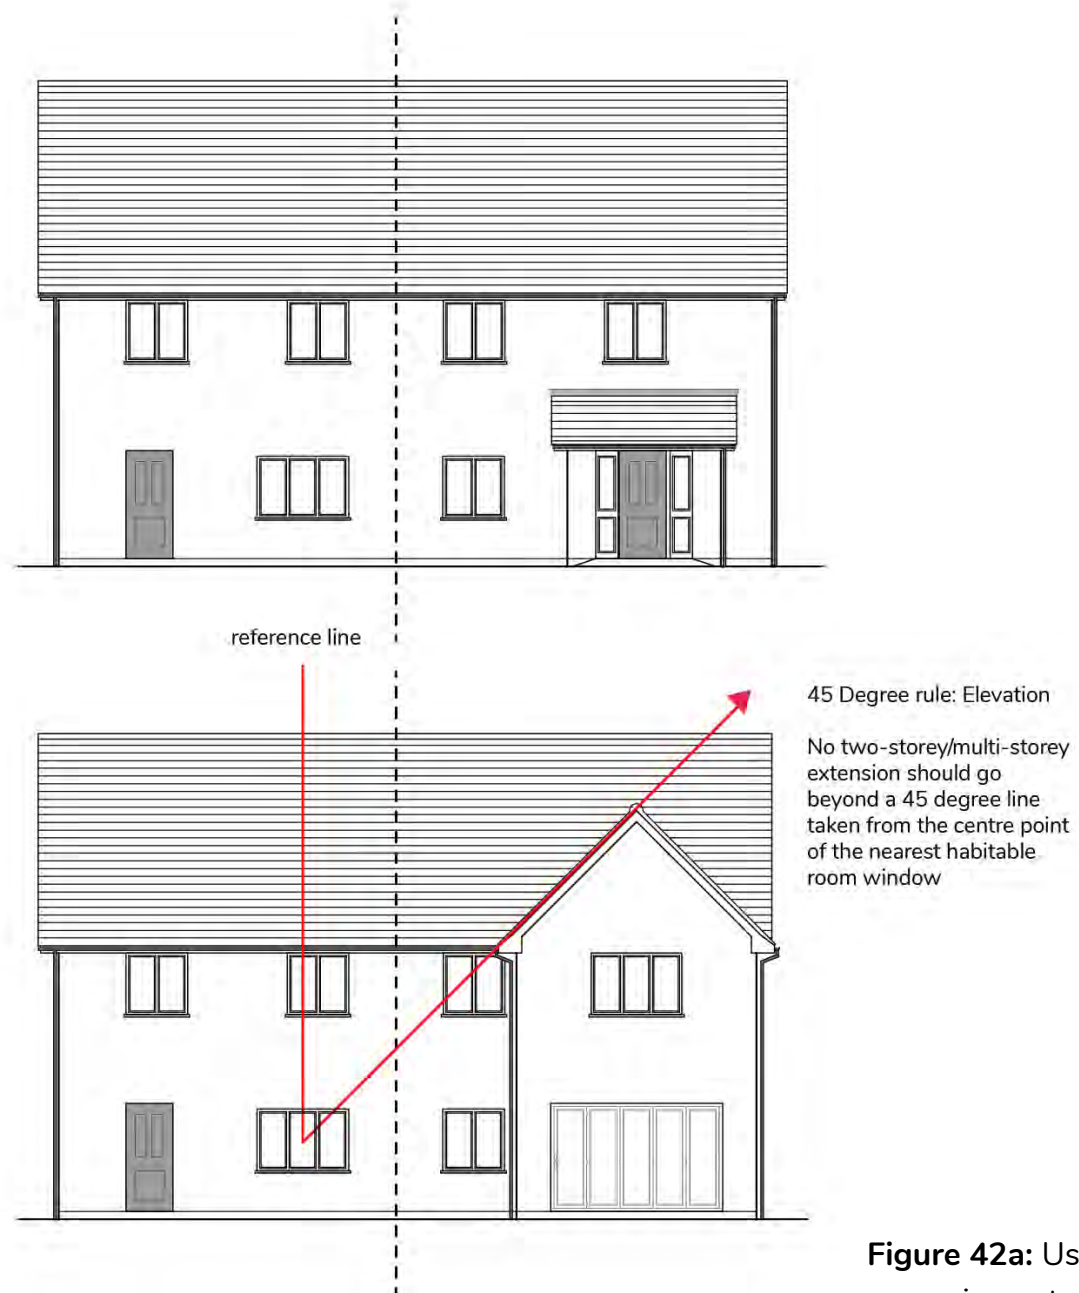 reference line
45 Degree rule: Elevation
No two-storey/multi-storey
extension should go
beyond a 45 degree line
taken from the centre point
of the nearest habitable
room window
Figure 42a: Us